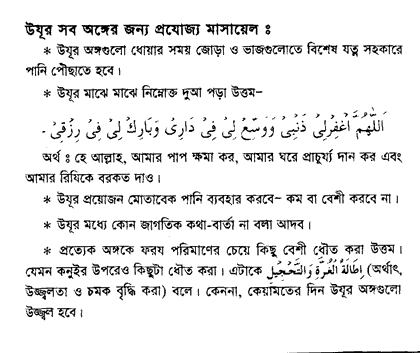 উযূর সব অঙ্গের জন্য প্রযোজ্য মাসায়েল ঃ
* উযূর অঙ্গগুলো ধোয়ার সময় জোড়া ও ভাজগুলোতে বিশেষ যত্ন সহকারে
পানি পৌঁছাতে হবে।
* উযূর মাঝে মাঝে নিম্নোক্ত দুআ পড়া উত্তম–
اَللّٰهُمَّ اغْفِرْلِىْ ذَنْبِىْ وَوَسِّعْ لِىْ فِىْ دَارِىْ وَبَارِكْ لِىْ فِىْ رِزْقِىْ -
অর্থ ঃ হে আল্লাহ, আমার পাপ ক্ষমা কর, আমার ঘরে প্রাচুর্য্য দান কর এবং
আমার রিযিকে বরকত দাও।
* উযূর প্রয়োজন মোতাবেক পানি ব্যবহার করবে– কম বা বেশী করবে না।
* উযূর মধ্যে কোন জাগতিক কথা-বার্তা না বলা আদব।
* প্রত্যেক অঙ্গকে ফরয পরিমাণের চেয়ে কিছু বেশী ধৌত করা উত্তম।
যেমন কনুইর উপরেও কিছুটা ধৌত করা। এটাকে اِطَالَةُ الْغُرَّةِ وَالتَّحْجِيْلِ (অর্থাৎ,
উজ্জ্বলতা ও চমক বৃদ্ধি করা) বলে। কেননা, কেয়ামতের দিন উযূর অঙ্গগুলো
উজ্জ্বল হবে।